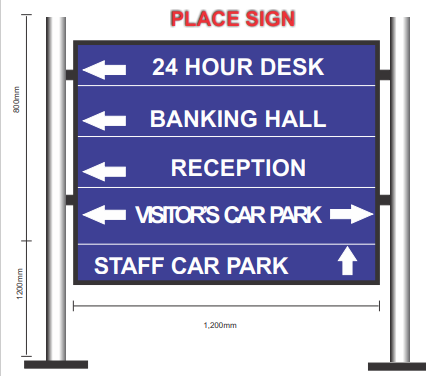 PLACE SIGN
24 HOUR DESK
800mm
BANKING HALL
RECEPTION
VISITOR'S CAR PARK
STAFF CAR PARK
1200mm
1,200mm